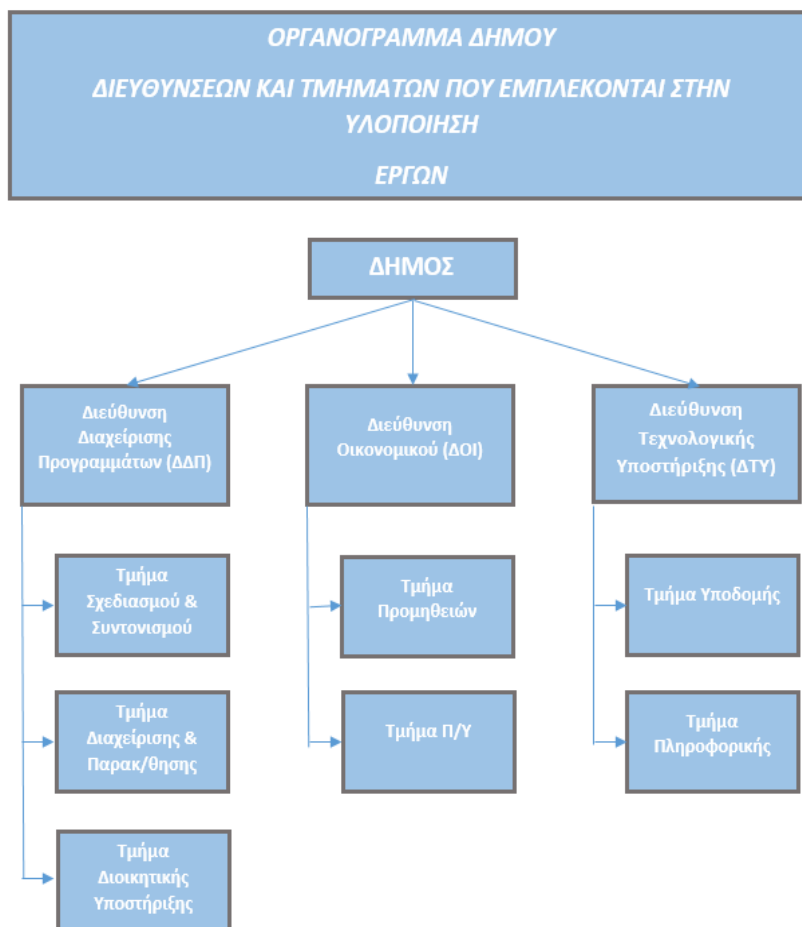 ΟΡΓΑΝΟΓΡΑΜΜΑ ΔΗΜΟΥ
ΔΙΕΥΘΥΝΣΕΩΝ ΚΑΙ ΤΜΗΜΑΤΩΝ ΠΟΥ ΕΜΠΛΕΚΟΝΤΑΙ ΣΤΗΝ
ΥΛΟΠΟΙΗΣΗ
ΕΡΓΩΝ
ΔΗΜΟΣ
Διεύθυνση
Διαχείρισης
Προγραμμάτων (ΔΔΠ)
Τμήμα
Σχεδιασμού &
Συντονισμού
Τμήμα
Διαχείρισης &
Παρακ/θησης
Τμήμα
Διοικητικής
Υποστήριξης
Διεύθυνση
Οικονομικού (ΔΟΙ)
Τμήμα
Προμηθειών
Τμήμα Π/Υ
Διεύθυνση
Τεχνολογικής
Υποστήριξης (ΔΤΥ)
Τμήμα Υποδομής
Τμήμα
Πληροφορικής